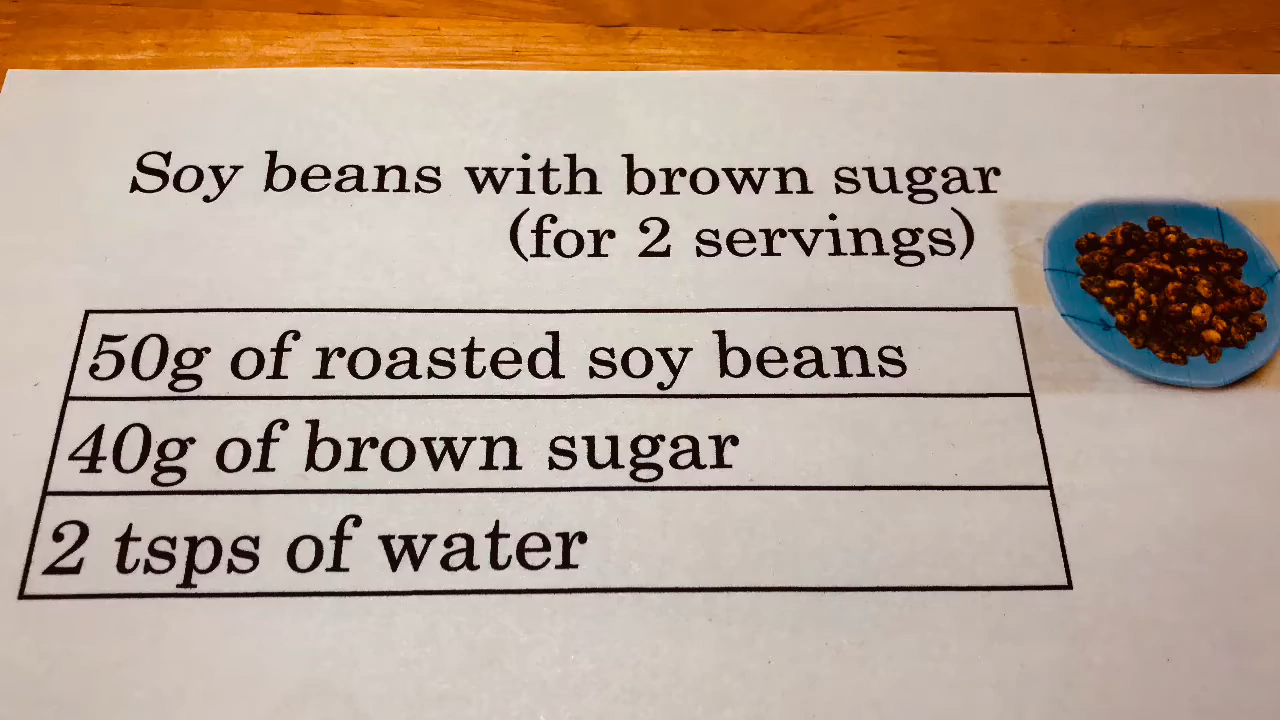 Soy beans with brown sugar
(for 2 servings)
50g of roasted soy beans
40g of brown sugar
2 tsps of water